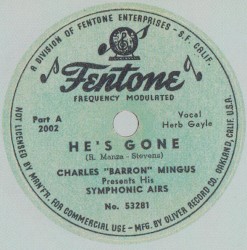 A DIVISION OF FENTONE ENTERPRISES - S.F. CALIF.
Fentone
FREQUENCY MODULATED
Part A
2002
Vocal
Herb Gayle
HE'S GONE
(R. Manza - Stevens)
CHARLES "BARRON" MINGUS
Presents His
SYMPHONIC AIRS
No. 53281
NOT LICENSED BY MAN'F'R. FOR COMMERCIAL USE - MFG. BY OLIVER RECORD CO. OAKLAND, CALIF. USA